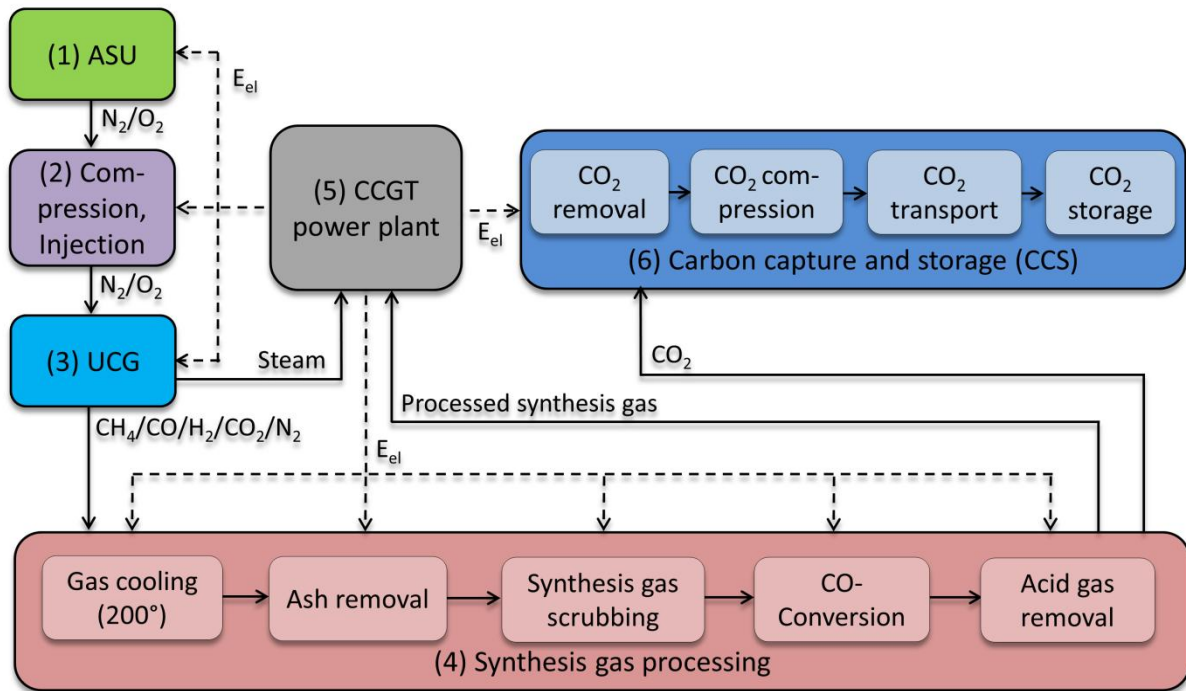 (1) ASU
E_el
N₂/O₂
(2) Com-
pression,
Injection
N₂/O₂
(3) UCG
Steam
CH₄/CO/H₂/CO₂/N₂
(5) CCGT
power plant
E_el
CO₂
removal
CO₂ com-
pression
CO₂
transport
CO₂
storage
(6) Carbon capture and storage (CCS)
CO₂
Processed synthesis gas
E_el
Gas cooling
(200°)
Ash removal
Synthesis gas
scrubbing
CO-
Conversion
Acid gas
removal
(4) Synthesis gas processing